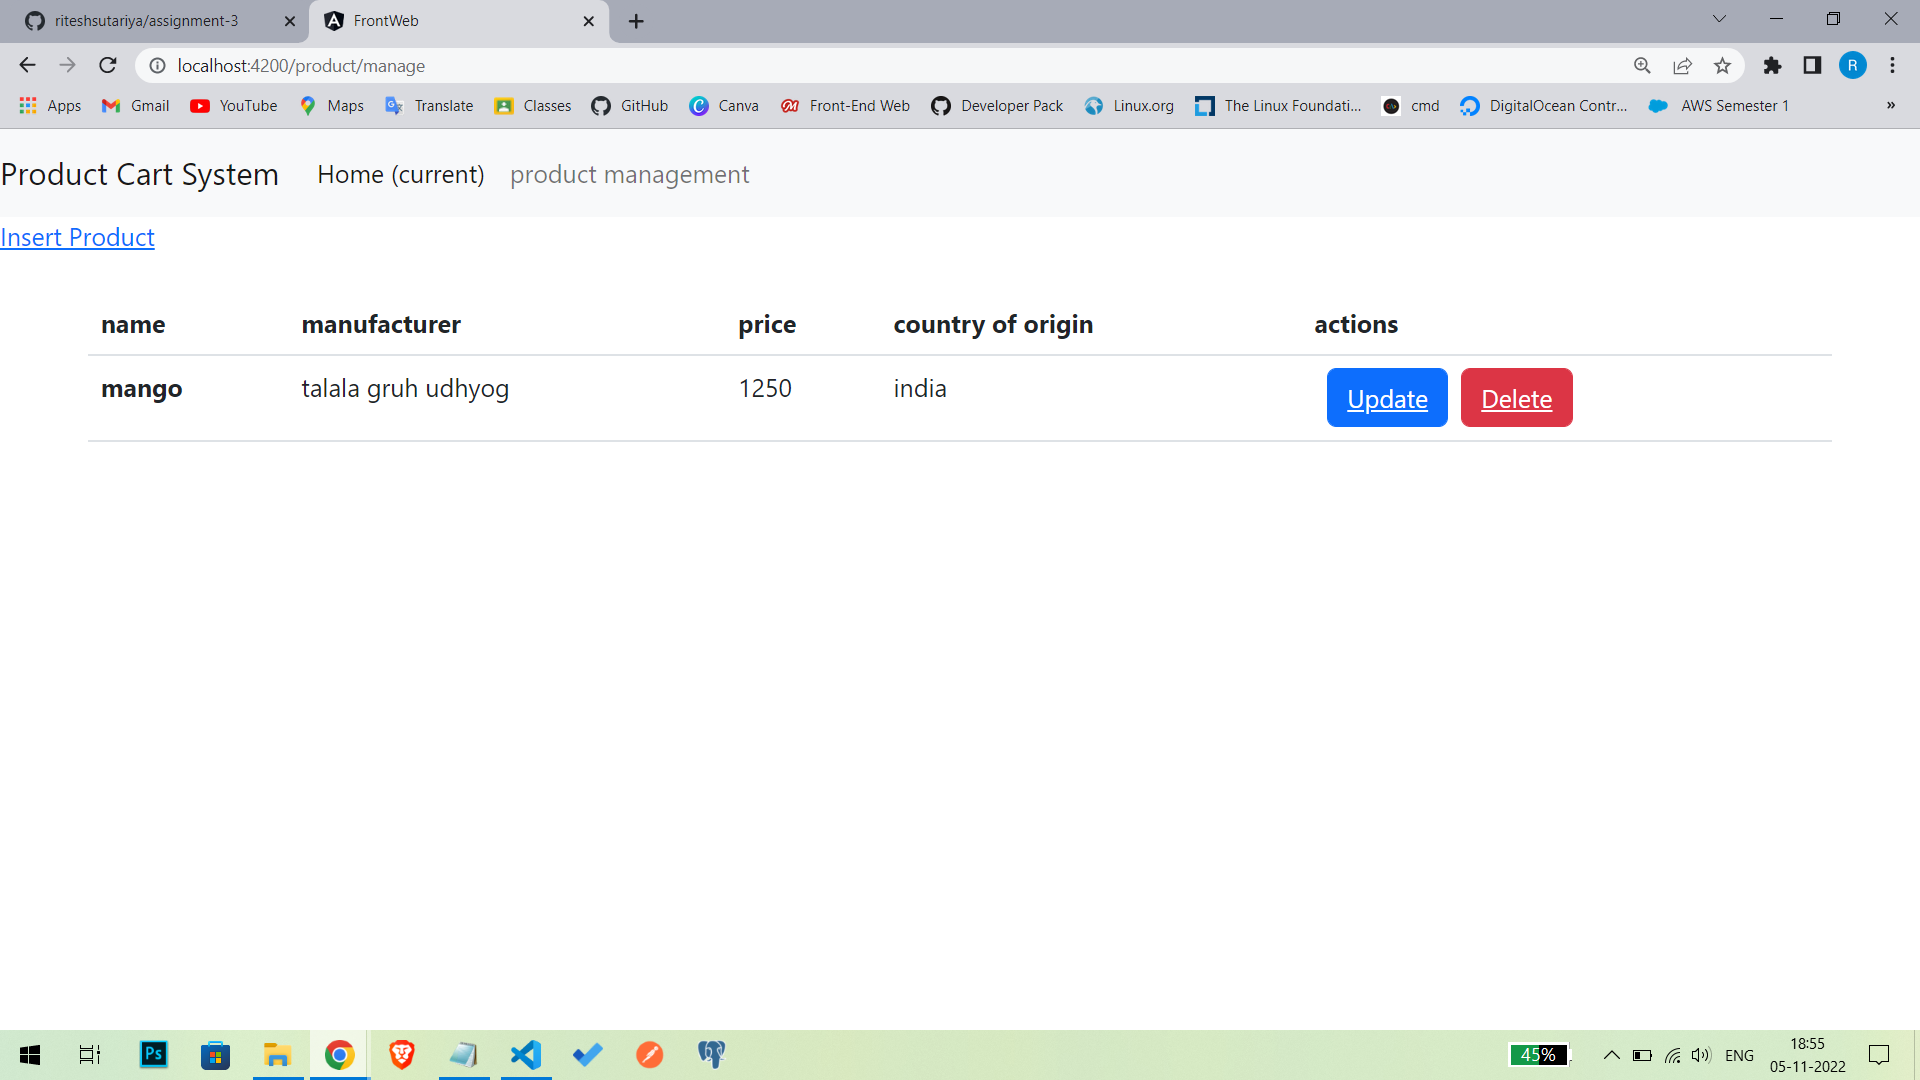 riteshsutariya/assignment-3
FrontWeb
localhost:4200/product/manage
R
Apps Gmail YouTube Maps Translate Classes GitHub Canva Front-End Web Developer Pack Linux.org The Linux Foundati... cmd DigitalOcean Contr... AWS Semester 1 »
Product Cart System Home (current) product management
Insert Product
name manufacturer price country of origin actions
mango talala gruh udhyog 1250 india Update Delete
Ps
45%
ENG
18:55
05-11-2022